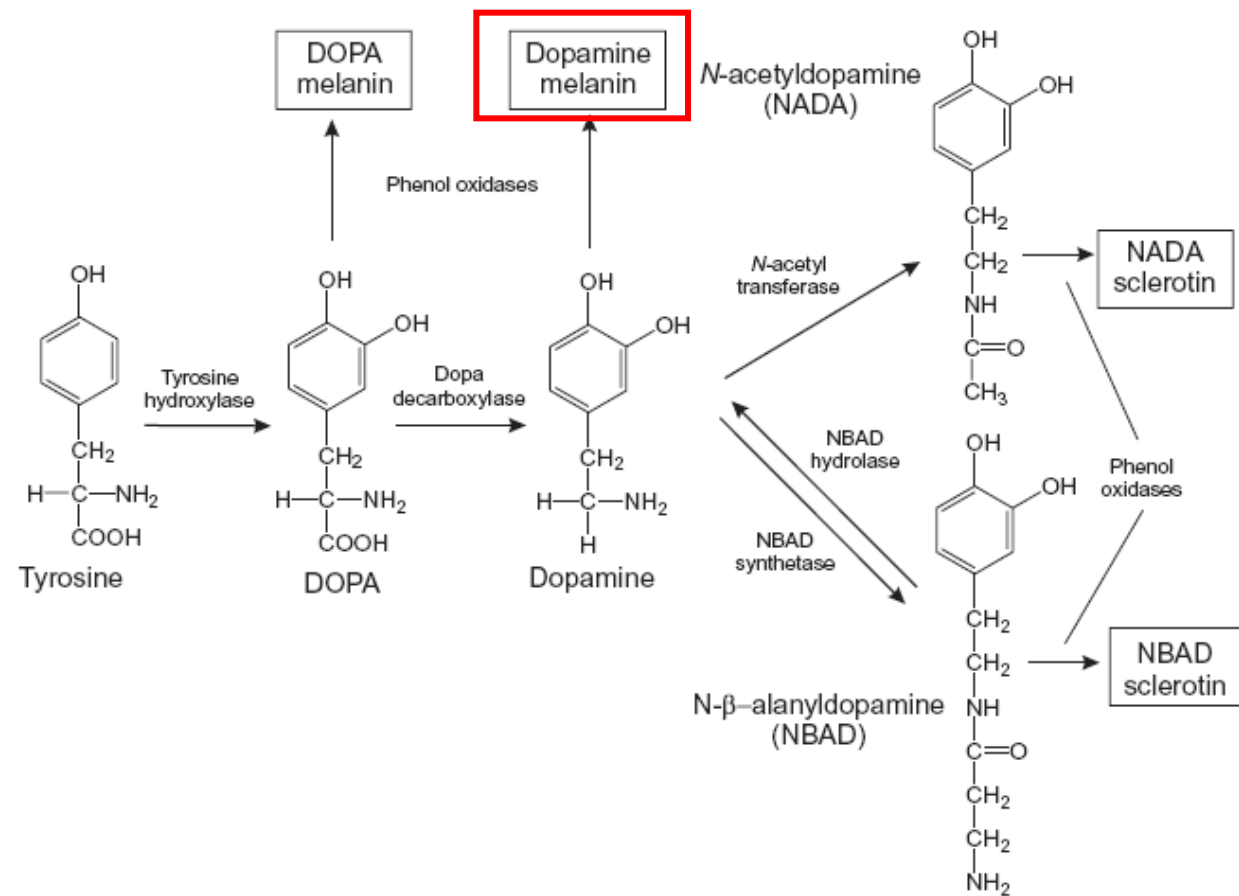 DOPA
melanin
Dopamine
melanin
N-acetyldopamine
(NADA)
OH
OH
CH2
CH2
NH
C=O
CH3
Phenol oxidases
N-acetyl
transferase
NADA
sclerotin
OH
CH2
H-C-NH2
COOH
Tyrosine
Tyrosine
hydroxylase
OH
OH
CH2
H-C-NH2
COOH
DOPA
Dopa
decarboxylase
OH
OH
CH2
H-C-NH2
H
Dopamine
NBAD
hydrolase
NBAD
synthetase
Phenol
oxidases
OH
OH
CH2
CH2
NH
C=O
CH2
CH2
NH2
N-β–alanyldopamine
(NBAD)
NBAD
sclerotin